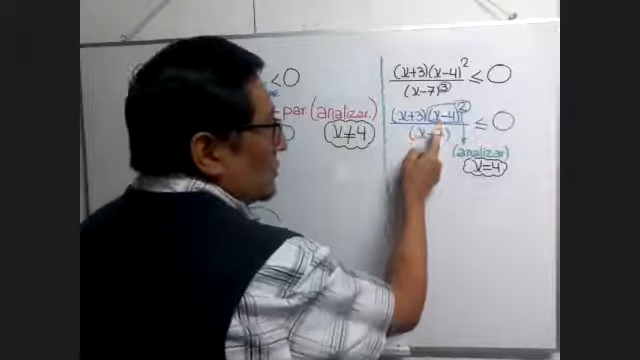 <0
par (analizar)
x≠4
(x+3)(x-4)² ≤ 0
(x-7)③
(x+3)(x-4)② ≤ 0
(x-7)
(analizar)
x=4